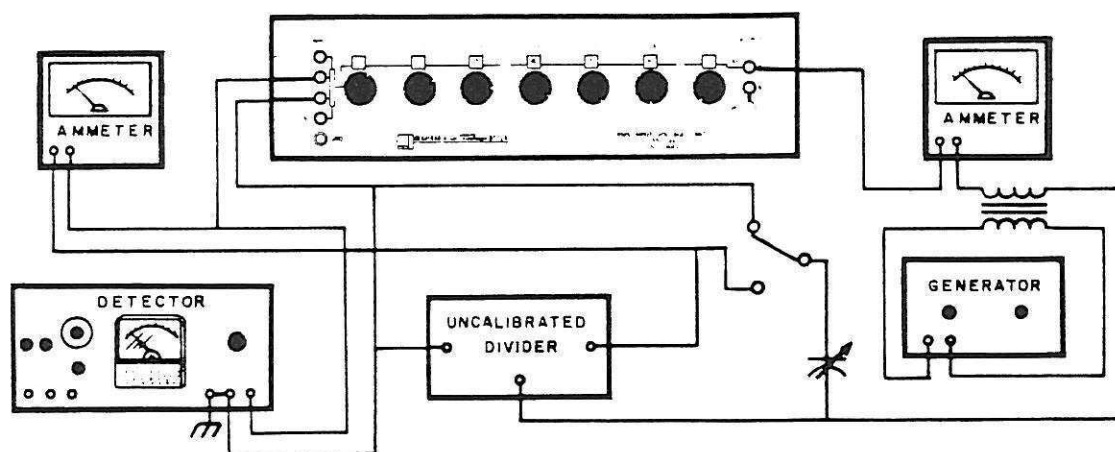 AMMETER
AMMETER
DETECTOR
UNCALIBRATED
DIVIDER
GENERATOR